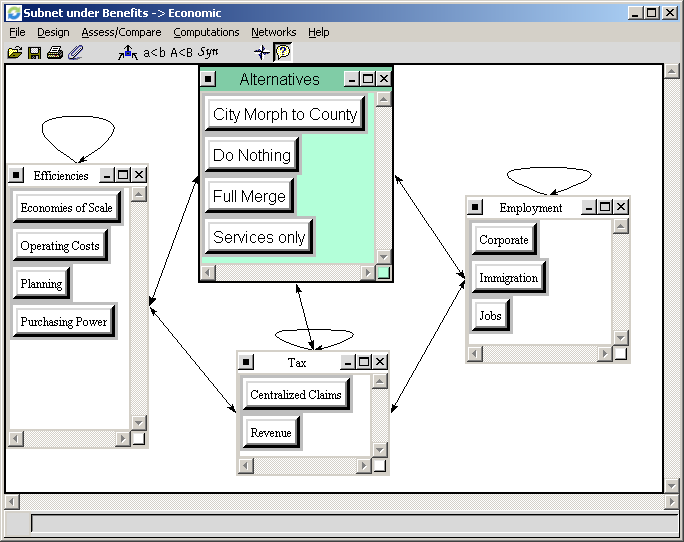 Subnet under Benefits -> Economic
File Design Assess/Compare Computations Networks Help
a<b A<B Syn
Alternatives
City Morph to County
Do Nothing
Full Merge
Services only
Efficiencies
Economies of Scale
Operating Costs
Planning
Purchasing Power
Employment
Corporate
Immigration
Jobs
Tax
Centralized Claims
Revenue